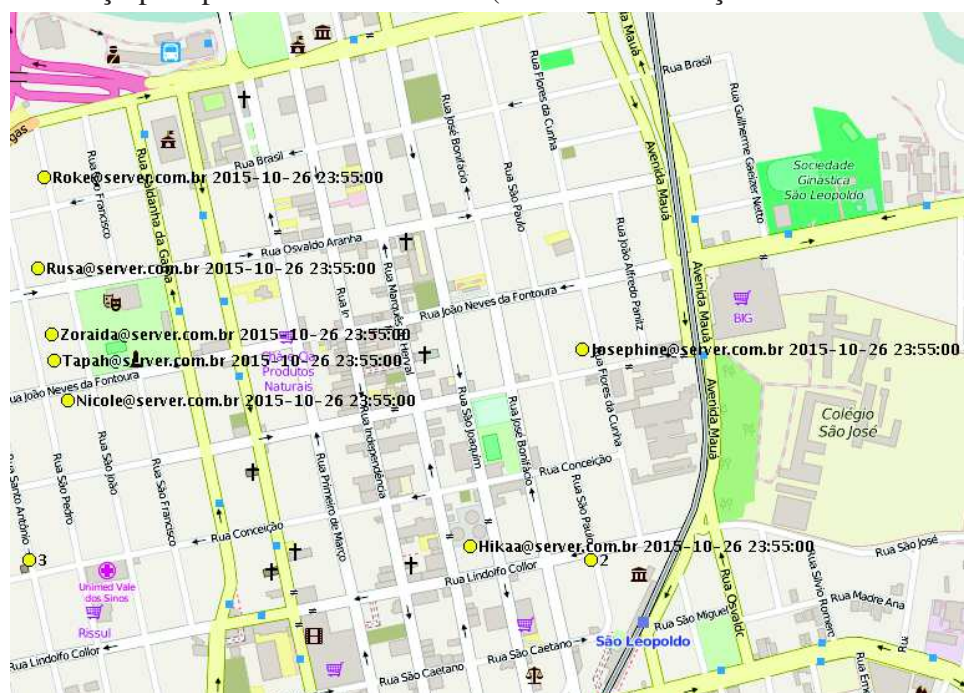 Rua Brasil
Rua Flores da Cunha
Rua José Bonifácio
Avenida Mauá
Rua Guilherme Gaeizer Netto
Sociedade
Ginástica
São Leopoldo
Rua Brasil
Rua São Paulo
Avenida Mauá
Roke@server.com.br 2015-10-26 23:55:00
Rua São Francisco
Rua Saldanha da Gama
Rua Osvaldo Aranha
Rua João Alfredo Panitz
Rusa@server.com.br 2015-10-26 23:55:00
Rua Marquês do Herval
Rua João Neves da Fontoura
Avenida Mauá
BIG
Zoraida@server.com.br 2015-10-26 23:55:00
Josephine@server.com.br 2015-10-26 23:55:00
Tapah@server.com.br 2015-10-26 23:55:00
Produtos
Naturais
Rua João Neves da Fontoura
Nicole@server.com.br 2015-10-26 23:55:00
Rua Flores da Cunha
Avenida Mauá
Colégio
São José
Rua São Joaquim
Rua José Bonifácio
Rua Independência
Rua Santo Antônio
Rua São Pedro
Rua São João
Rua São Francisco
Rua Conceição
Rua São Paulo
Rua Primeiro de Março
Rua Conceição
Hikaa@server.com.br 2015-10-26 23:55:00
Rua São José
3
2
Rua Lindolfo Collor
Unimed Vale
dos Sinos
Rua Silvio Romero
Rua Madre Ana
Rissul
Rua São Miguel
Rua Osvaldo
São Leopoldo
Rua Lindolfo Collor
Rua São Caetano
Rua São Caetano